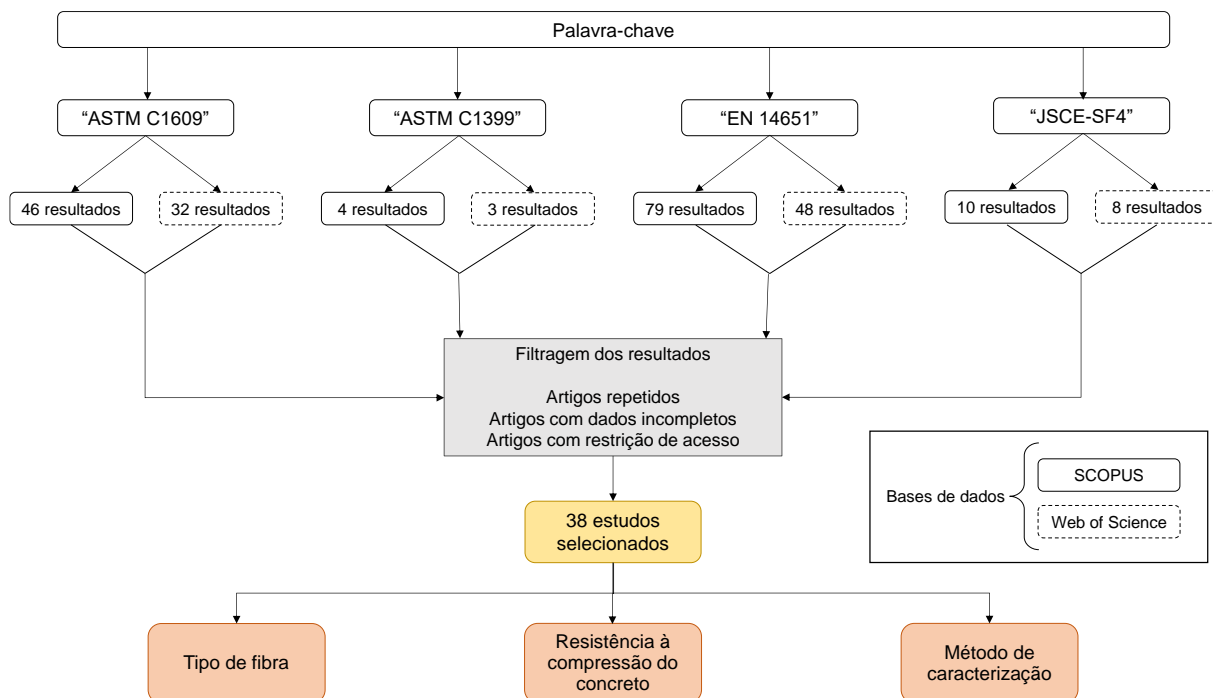 Palavra-chave
“ASTM C1609”
“ASTM C1399”
“EN 14651”
“JSCE-SF4”
46 resultados
32 resultados
4 resultados
3 resultados
79 resultados
48 resultados
10 resultados
8 resultados
Filtragem dos resultados
Artigos repetidos
Artigos com dados incompletos
Artigos com restrição de acesso
Bases de dados
SCOPUS
Web of Science
38 estudos
selecionados
Tipo de fibra
Resistência à
compressão do
concreto
Método de
caracterização